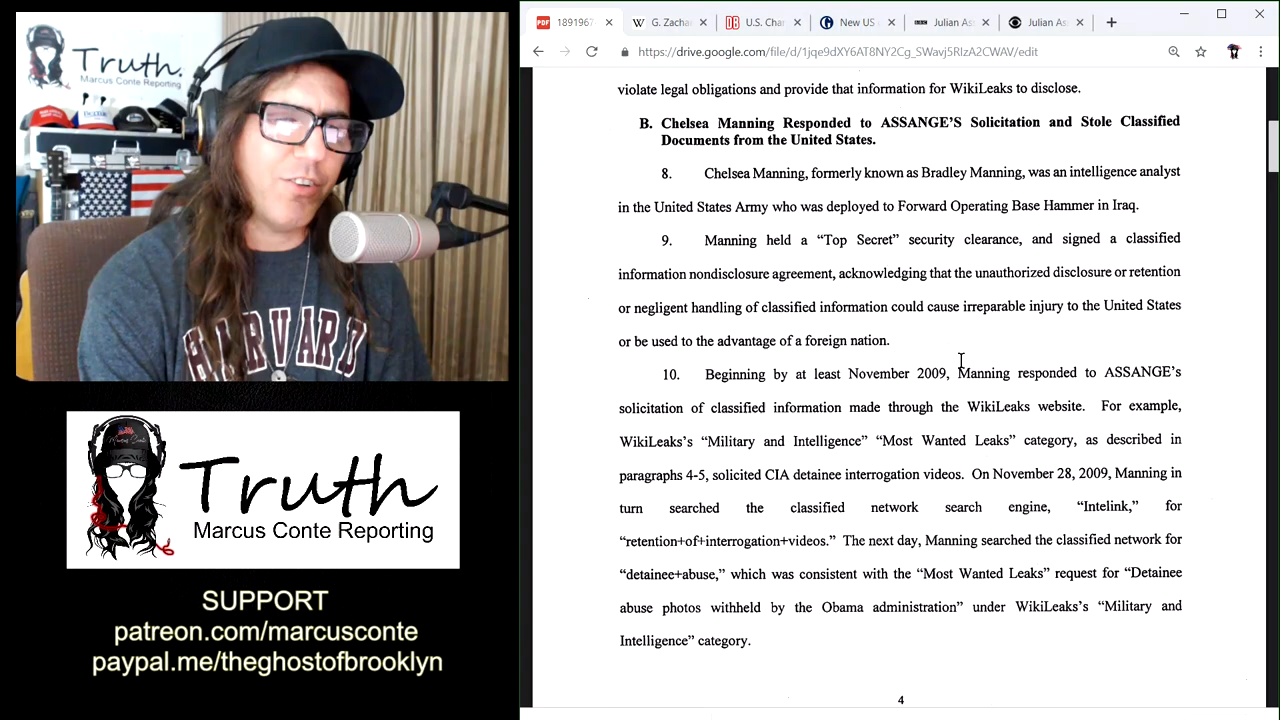 Truth.
Marcus Conte Reporting
HARVARD
Truth
Marcus Conte Reporting
SUPPORT
patreon.com/marcusconte
paypal.me/theghostofbrooklyn
PDF 1891967
W G. Zachar
DB U.S. Char
New US
BBC Julian As
Julian As
https://drive.google.com/file/d/1jqe9dXY6AT8NY2Cg_SWavj5RIzA2CWAV/edit
violate legal obligations and provide that information for WikiLeaks to disclose.
B. Chelsea Manning Responded to ASSANGE'S Solicitation and Stole Classified
Documents from the United States.
8. Chelsea Manning, formerly known as Bradley Manning, was an intelligence analyst
in the United States Army who was deployed to Forward Operating Base Hammer in Iraq.
9. Manning held a “Top Secret” security clearance, and signed a classified
information nondisclosure agreement, acknowledging that the unauthorized disclosure or retention
or negligent handling of classified information could cause irreparable injury to the United States
or be used to the advantage of a foreign nation.
10. Beginning by at least November 2009, Manning responded to ASSANGE's
solicitation of classified information made through the WikiLeaks website. For example,
WikiLeaks's “Military and Intelligence” “Most Wanted Leaks” category, as described in
paragraphs 4-5, solicited CIA detainee interrogation videos. On November 28, 2009, Manning in
turn searched the classified network search engine, “Intelink,” for
“retention+of+interrogation+videos.” The next day, Manning searched the classified network for
“detainee+abuse,” which was consistent with the “Most Wanted Leaks” request for “Detainee
abuse photos withheld by the Obama administration” under WikiLeaks's “Military and
Intelligence” category.
4